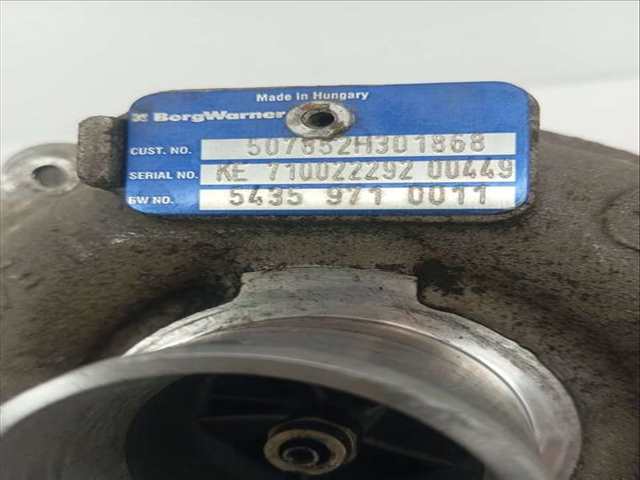 Made in Hungary
BorgWarner
CUST. NO. 507852H301868
SERIAL NO. KE 710022292 00449
BW NO. 5435 971 0011